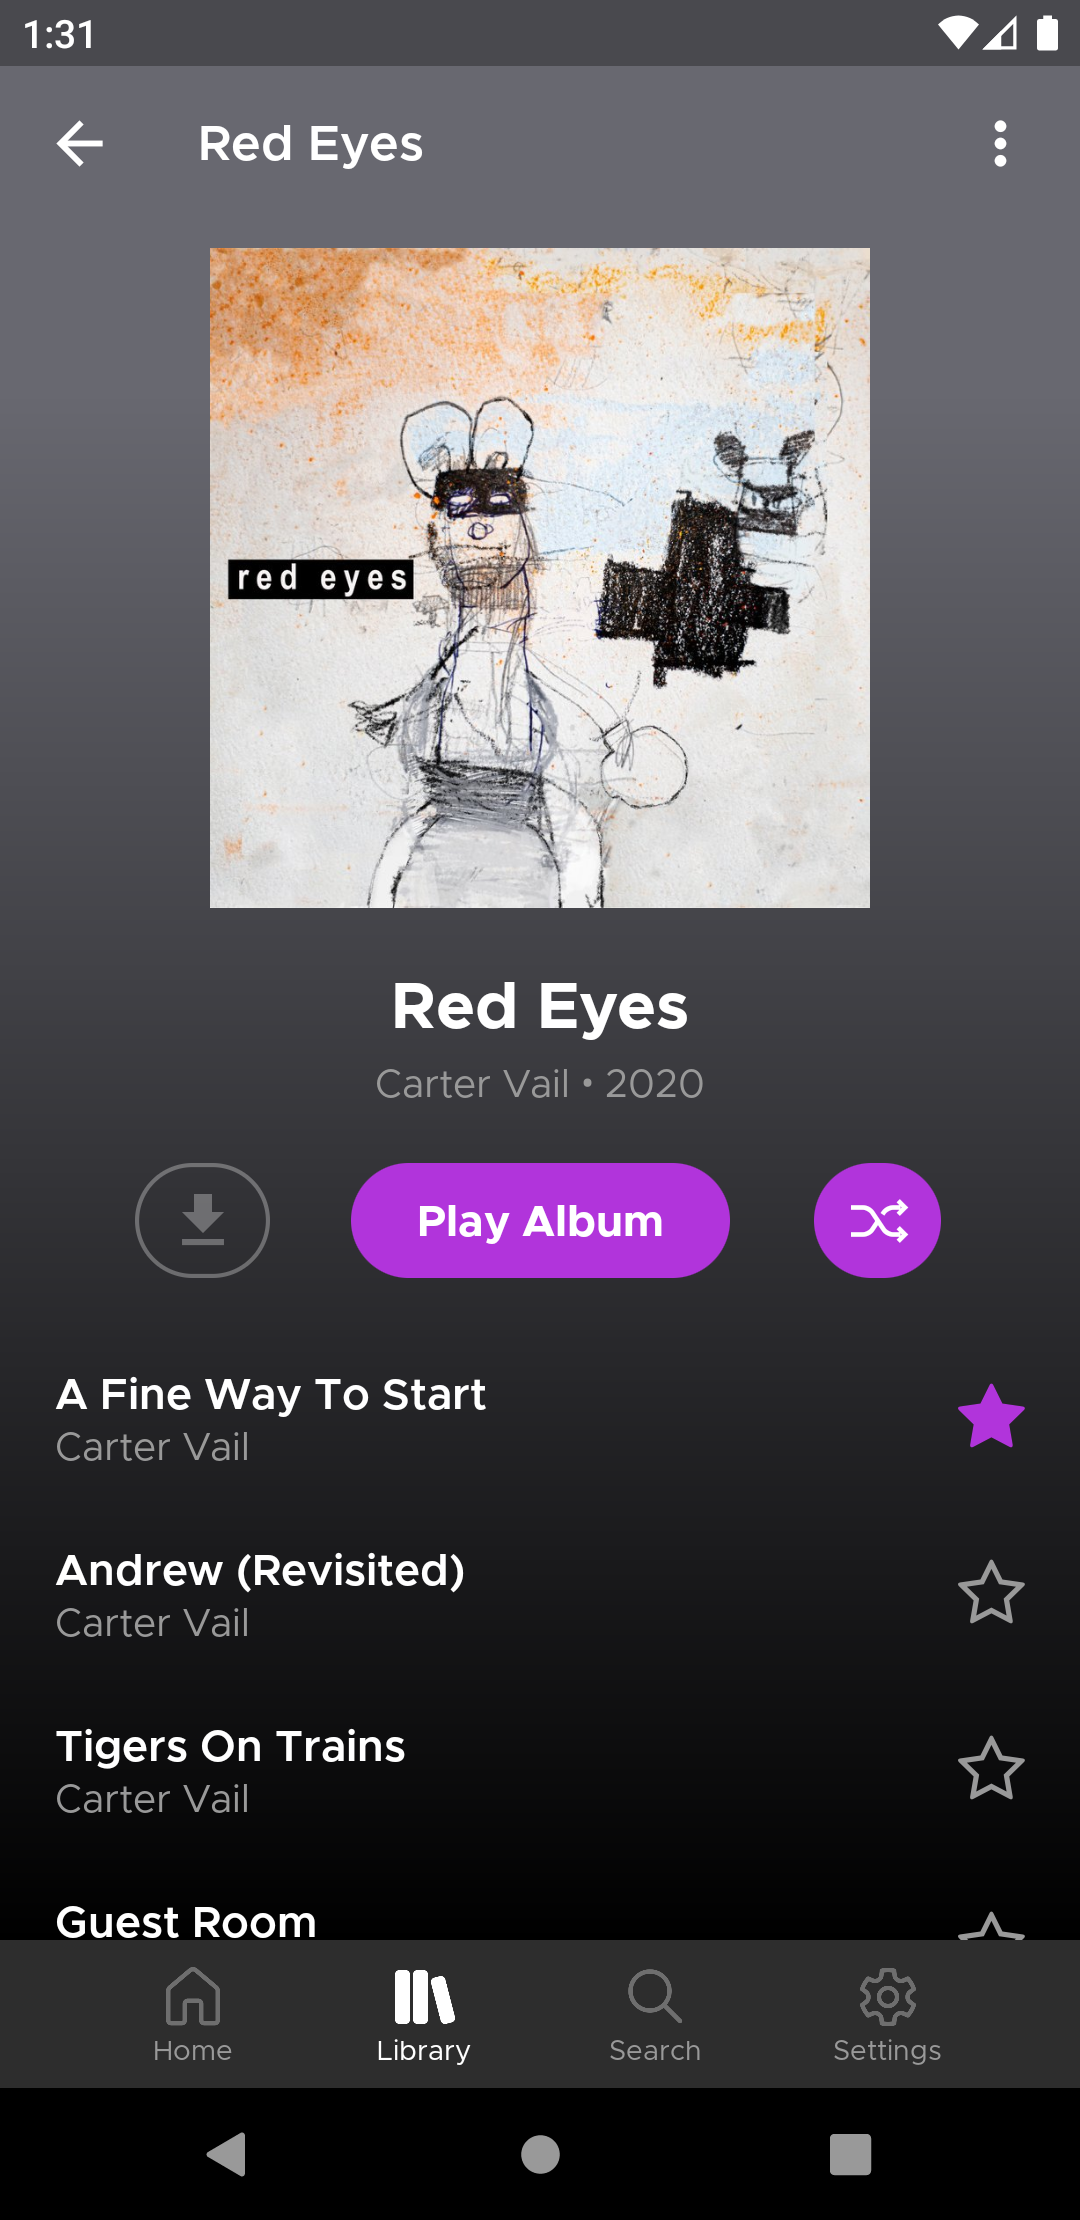 1:31
Red Eyes
red eyes
Red Eyes
Carter Vail • 2020
Play Album
A Fine Way To Start
Carter Vail
Andrew (Revisited)
Carter Vail
Tigers On Trains
Carter Vail
Guest Room
Home
Library
Search
Settings